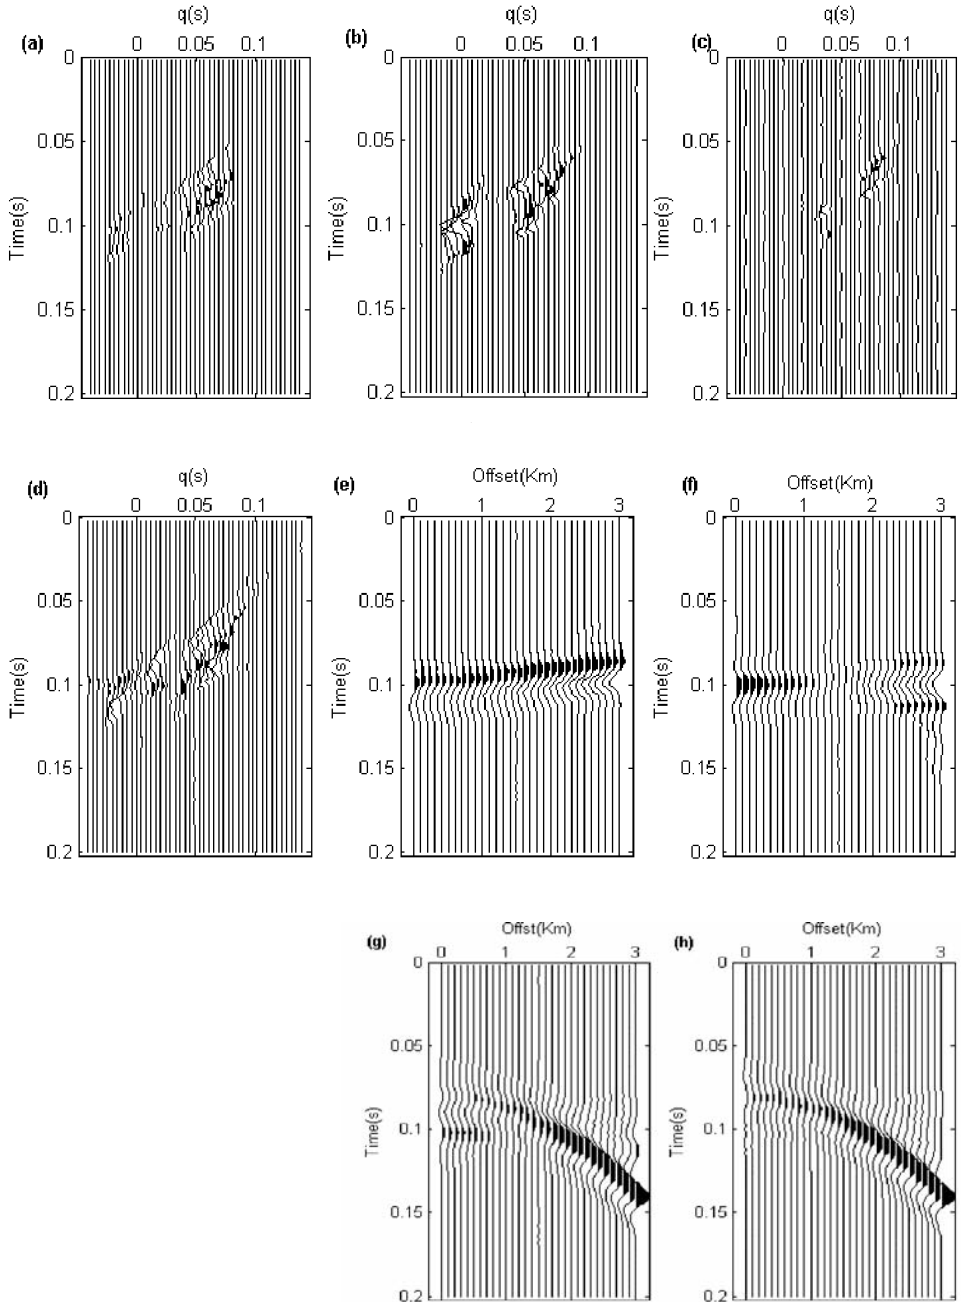 q(s) q(s) q(s)
(a) 0 0.05 0.1 (b) 0 0.05 0.1 (c) 0 0.05 0.1
0 0 0
0.05 0.05 0.05
Time(s) 0.1 Time(s) 0.1 Time(s) 0.1
0.15 0.15 0.15
0.2 0.2 0.2
(d) q(s) (e) Offset(Km) (f) Offset(Km)
0 0.05 0.1 0 1 2 3 0 1 2 3
0 0 0
0.05 0.05 0.05
Time(s) 0.1 Time(s) 0.1 Time(s) 0.1
0.15 0.15 0.15
0.2 0.2 0.2
(g) Offst(Km) (h) Offset(Km)
0 1 2 3 0 1 2 3
0 0
0.05 0.05
Time(s) 0.1 Time(s) 0.1
0.15 0.15
0.2 0.2